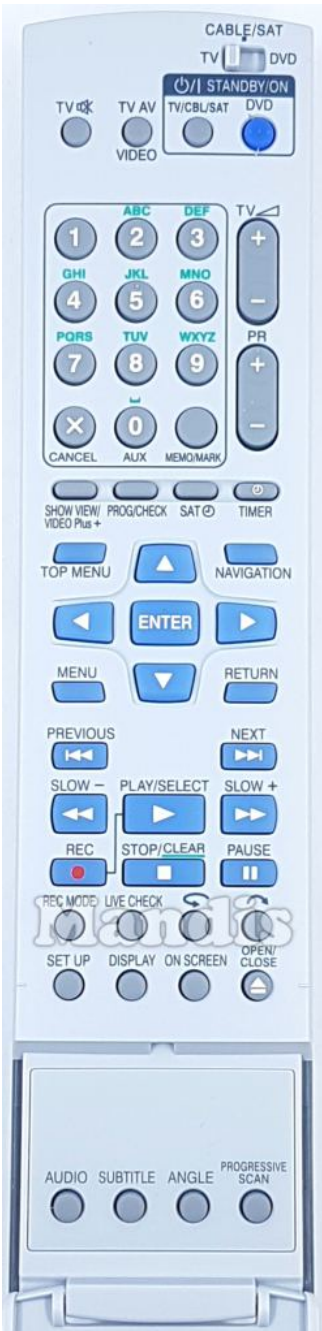 CABLE/SAT
TV DVD
⏻/I STANDBY/ON
TV TV AV TV/CBL/SAT DVD
VIDEO
ABC DEF TV
1 2 3 +
GHI JKL MNO
4 5 6 −
PQRS TUV WXYZ PR
7 8 9 +
0 −
CANCEL AUX MEMO/MARK
SHOW VIEW/ PROG/CHECK SAT TIMER
VIDEO Plus+
TOP MENU NAVIGATION
ENTER
MENU RETURN
PREVIOUS NEXT
SLOW − PLAY/SELECT SLOW +
REC STOP/CLEAR PAUSE
REC MODE LIVE CHECK
Mandis
SET UP DISPLAY ON SCREEN OPEN/
CLOSE
AUDIO SUBTITLE ANGLE PROGRESSIVE
SCAN